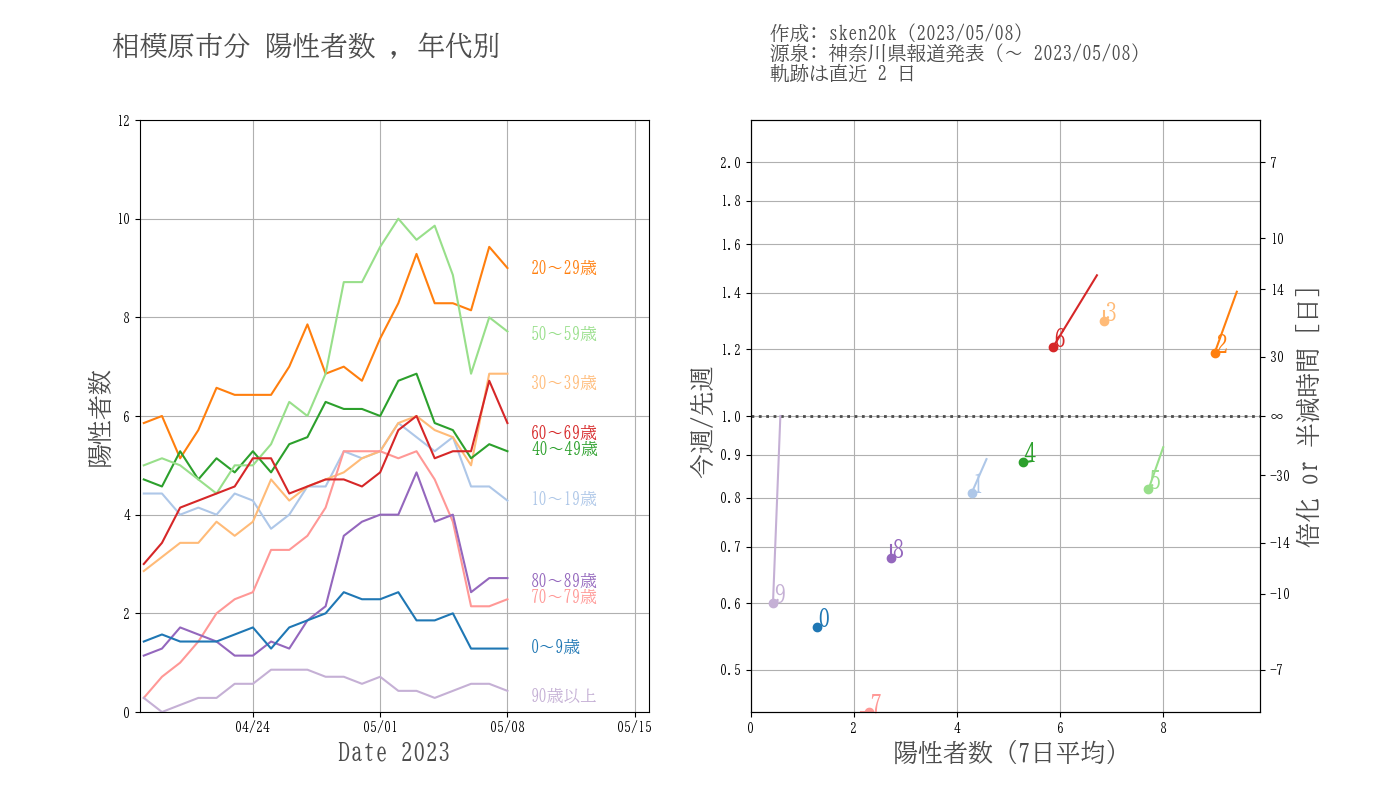 相模原市分 陽性者数 , 年代別
作成: sken20k (2023/05/08)
源泉: 神奈川県報道発表 (〜 2023/05/08)
軌跡は直近 2 日
陽性者数
12
10
8
6
4
2
0
04/24
05/01
05/08
05/15
Date 2023
20〜29歳
50〜59歳
30〜39歳
60〜69歳
40〜49歳
10〜19歳
80〜89歳
70〜79歳
0〜9歳
90歳以上
今週/先週
2.0
1.8
1.6
1.4
1.2
1.0
0.9
0.8
0.7
0.6
0.5
0
2
4
6
8
陽性者数 (7日平均)
6
3
2
4
1
5
8
9
0
7
7
10
14
30
∞
−30
−14
−10
−7
倍化 or 半減時間 [日]